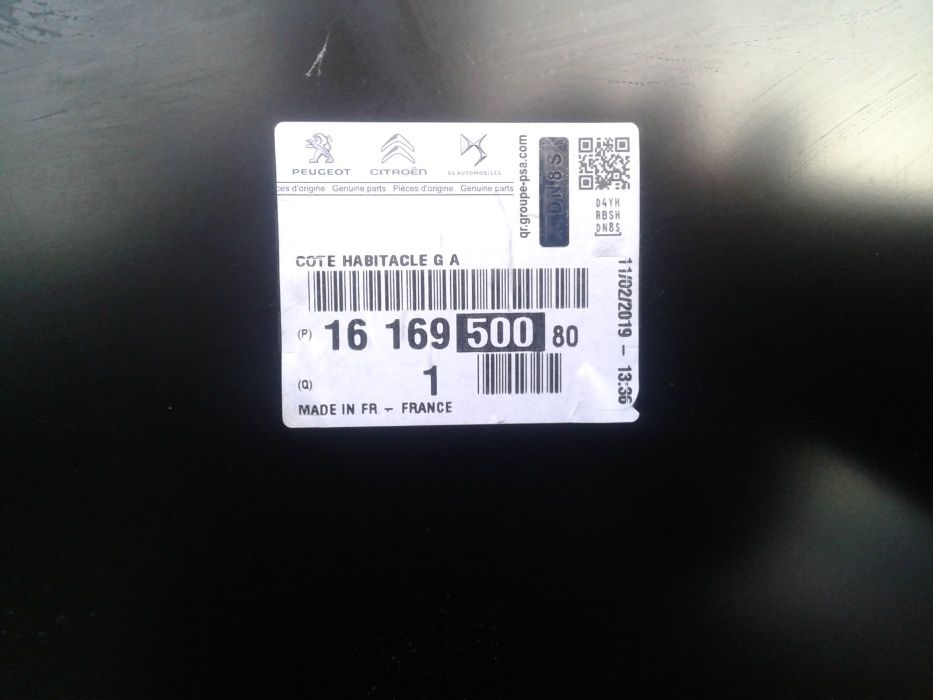 PEUGEOT
CITROËN
DS AUTOMOBILES
ces d'origine Genuine parts Pièces d'origine Genuine parts
qr.groupe-psa.com
DN8S
D4YH
RBSH
DN8S
COTE HABITACLE G A
(P) 16 169 500 80
(Q) 1
MADE IN FR - FRANCE
11/02/2019 - 13:36